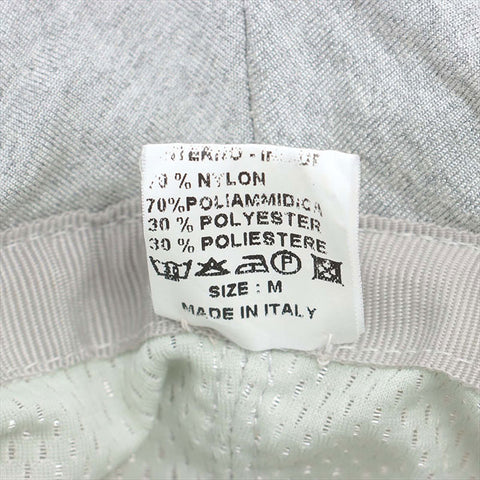 70 % NYLON
70%POLIAMMIDICA
30 % POLYESTER
30 % POLIESTERE
SIZE : M
MADE IN ITALY